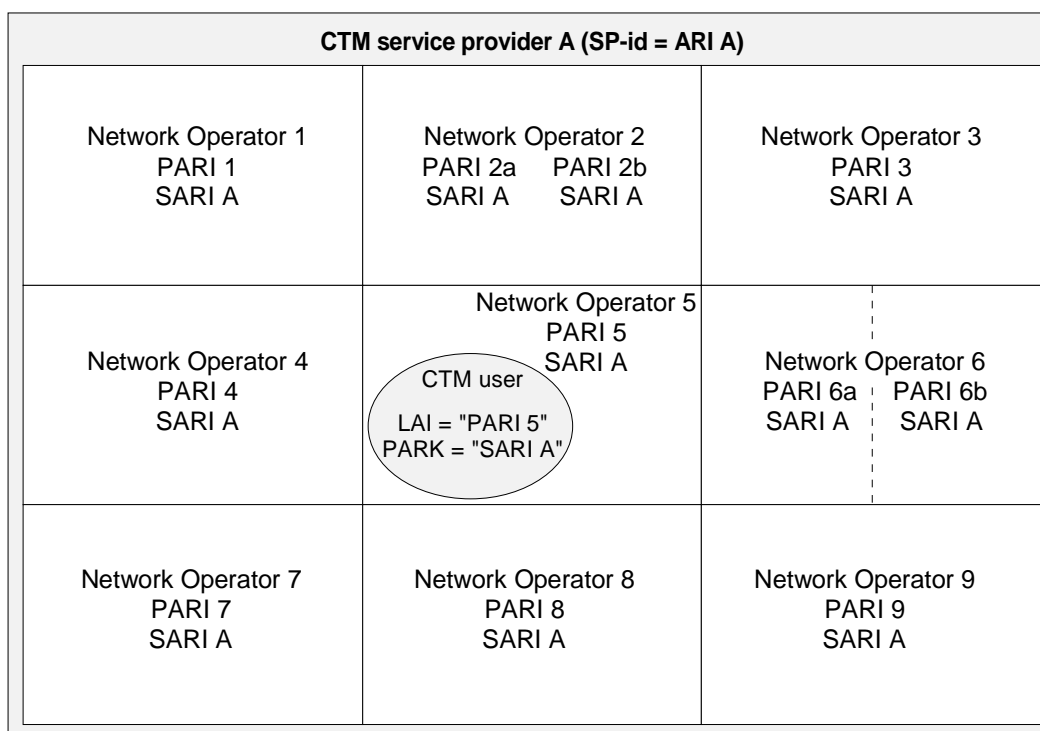 CTM service provider A (SP-id = ARI A)
Network Operator 1
PARI 1
SARI A
Network Operator 2
PARI 2a PARI 2b
SARI A SARI A
Network Operator 3
PARI 3
SARI A
Network Operator 4
PARI 4
SARI A
Network Operator 5
PARI 5
SARI A
CTM user
LAI = "PARI 5"
PARK = "SARI A"
Network Operator 6
PARI 6a PARI 6b
SARI A SARI A
Network Operator 7
PARI 7
SARI A
Network Operator 8
PARI 8
SARI A
Network Operator 9
PARI 9
SARI A